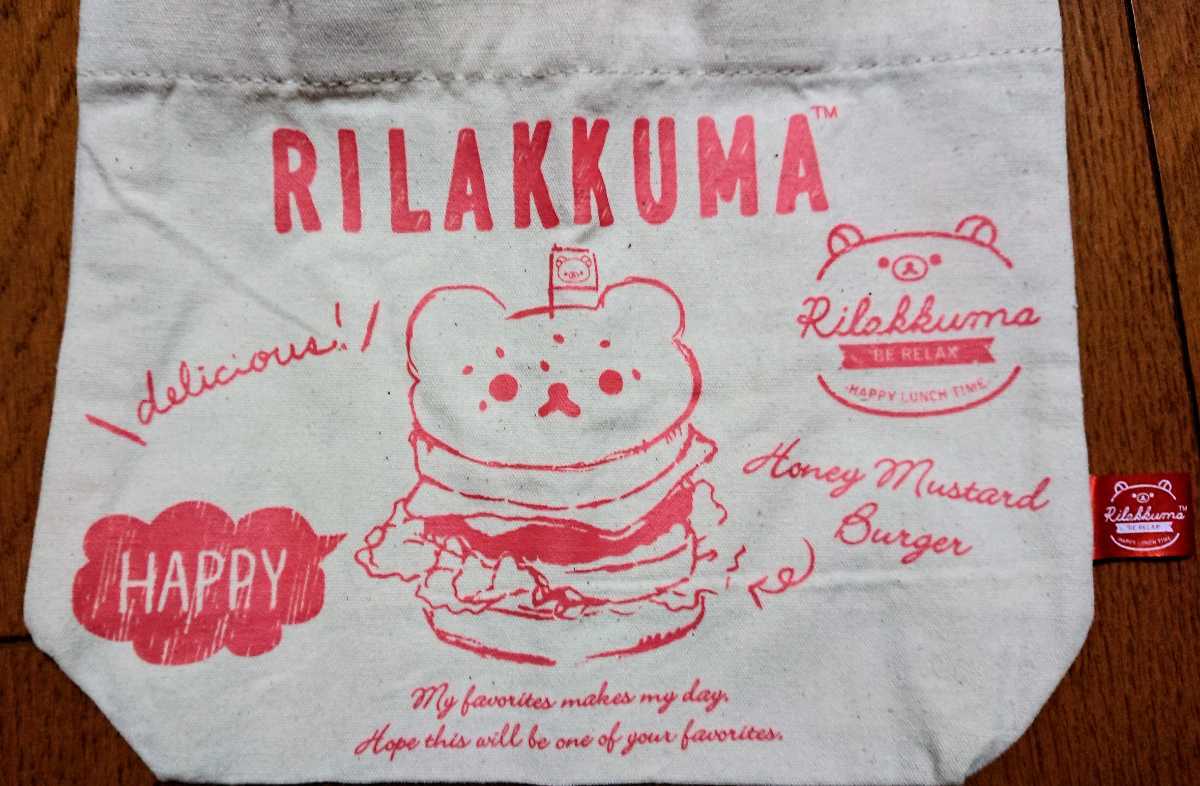 RILAKKUMA™
\delicious!/
Rilakkuma
BE RELAX
·HAPPY LUNCH TIME·
Honey Mustard
Burger
HAPPY
Rilakkuma™
BE RELAX
HAPPY LUNCH TIME
My favorites makes my day.
Hope this will be one of your favorites.